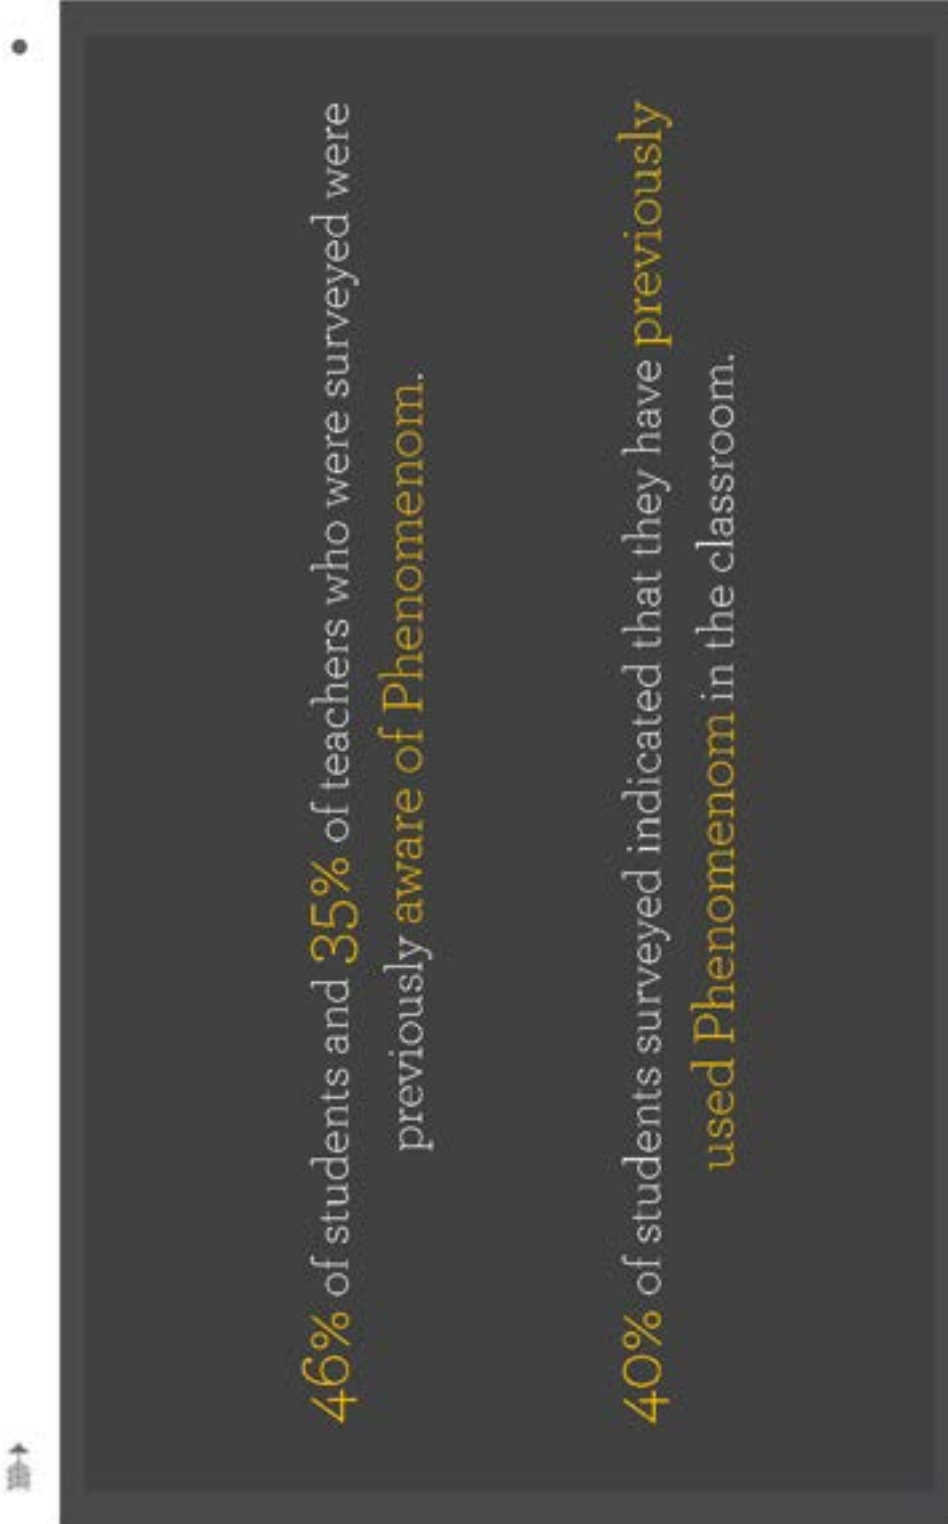 46% of students and 35% of teachers who were surveyed were
previously aware of Phenomenom.
40% of students surveyed indicated that they have previously
used Phenomenom in the classroom.